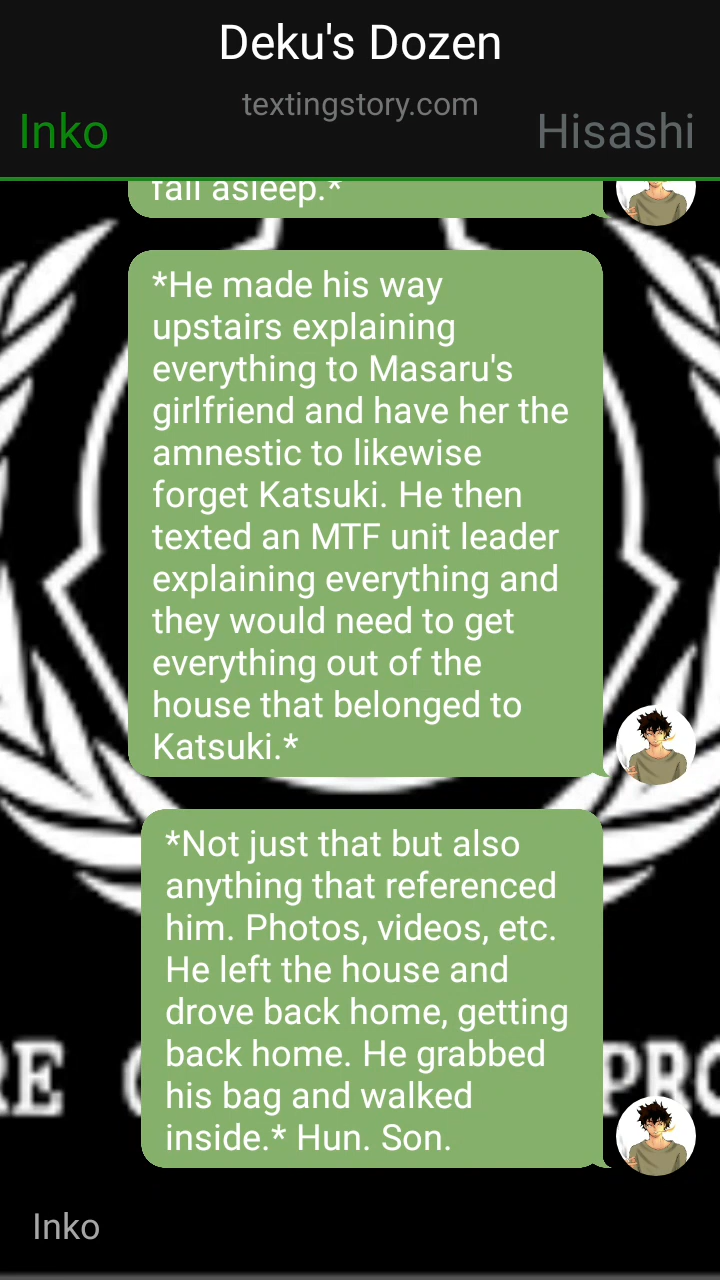 Deku's Dozen
textingstory.com
Inko
Hisashi
fall asleep.*
*He made his way
upstairs explaining
everything to Masaru's
girlfriend and have her the
amnestic to likewise
forget Katsuki. He then
texted an MTF unit leader
explaining everything and
they would need to get
everything out of the
house that belonged to
Katsuki.*
*Not just that but also
anything that referenced
him. Photos, videos, etc.
He left the house and
drove back home, getting
back home. He grabbed
his bag and walked
inside.* Hun. Son.
Inko